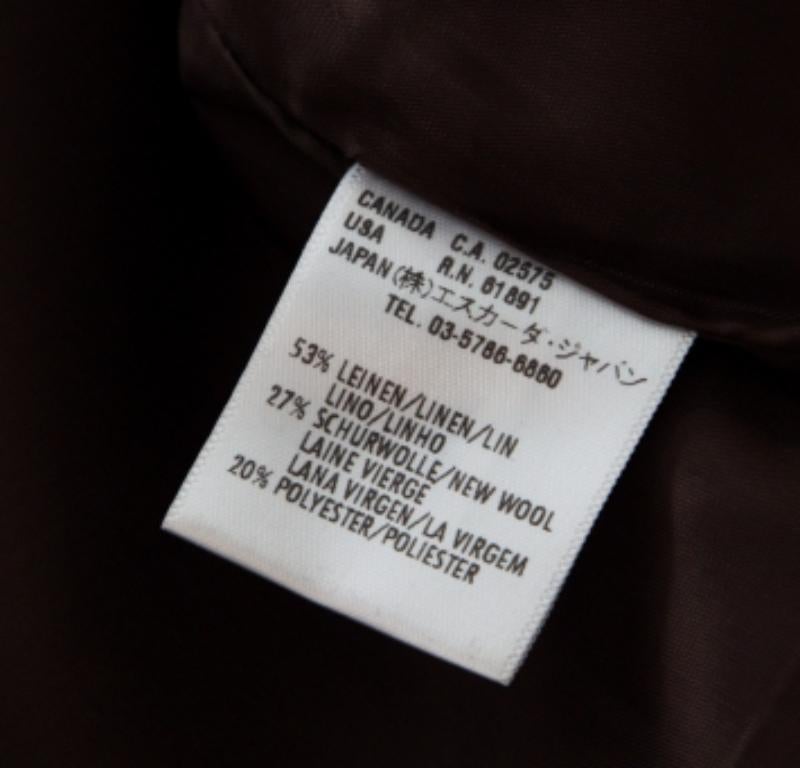 CANADA C.A. 02575
USA R.N. 61891
JAPAN (株)エスカーダ・ジャパン
TEL. 03-5786-6860
53% LEINEN/LINEN/LIN
LINO/LINHO
27% SCHURWOLLE/NEW WOOL
LAINE VIERGE
LANA VIRGEN/LA VIRGEM
20% POLYESTER/POLIESTER